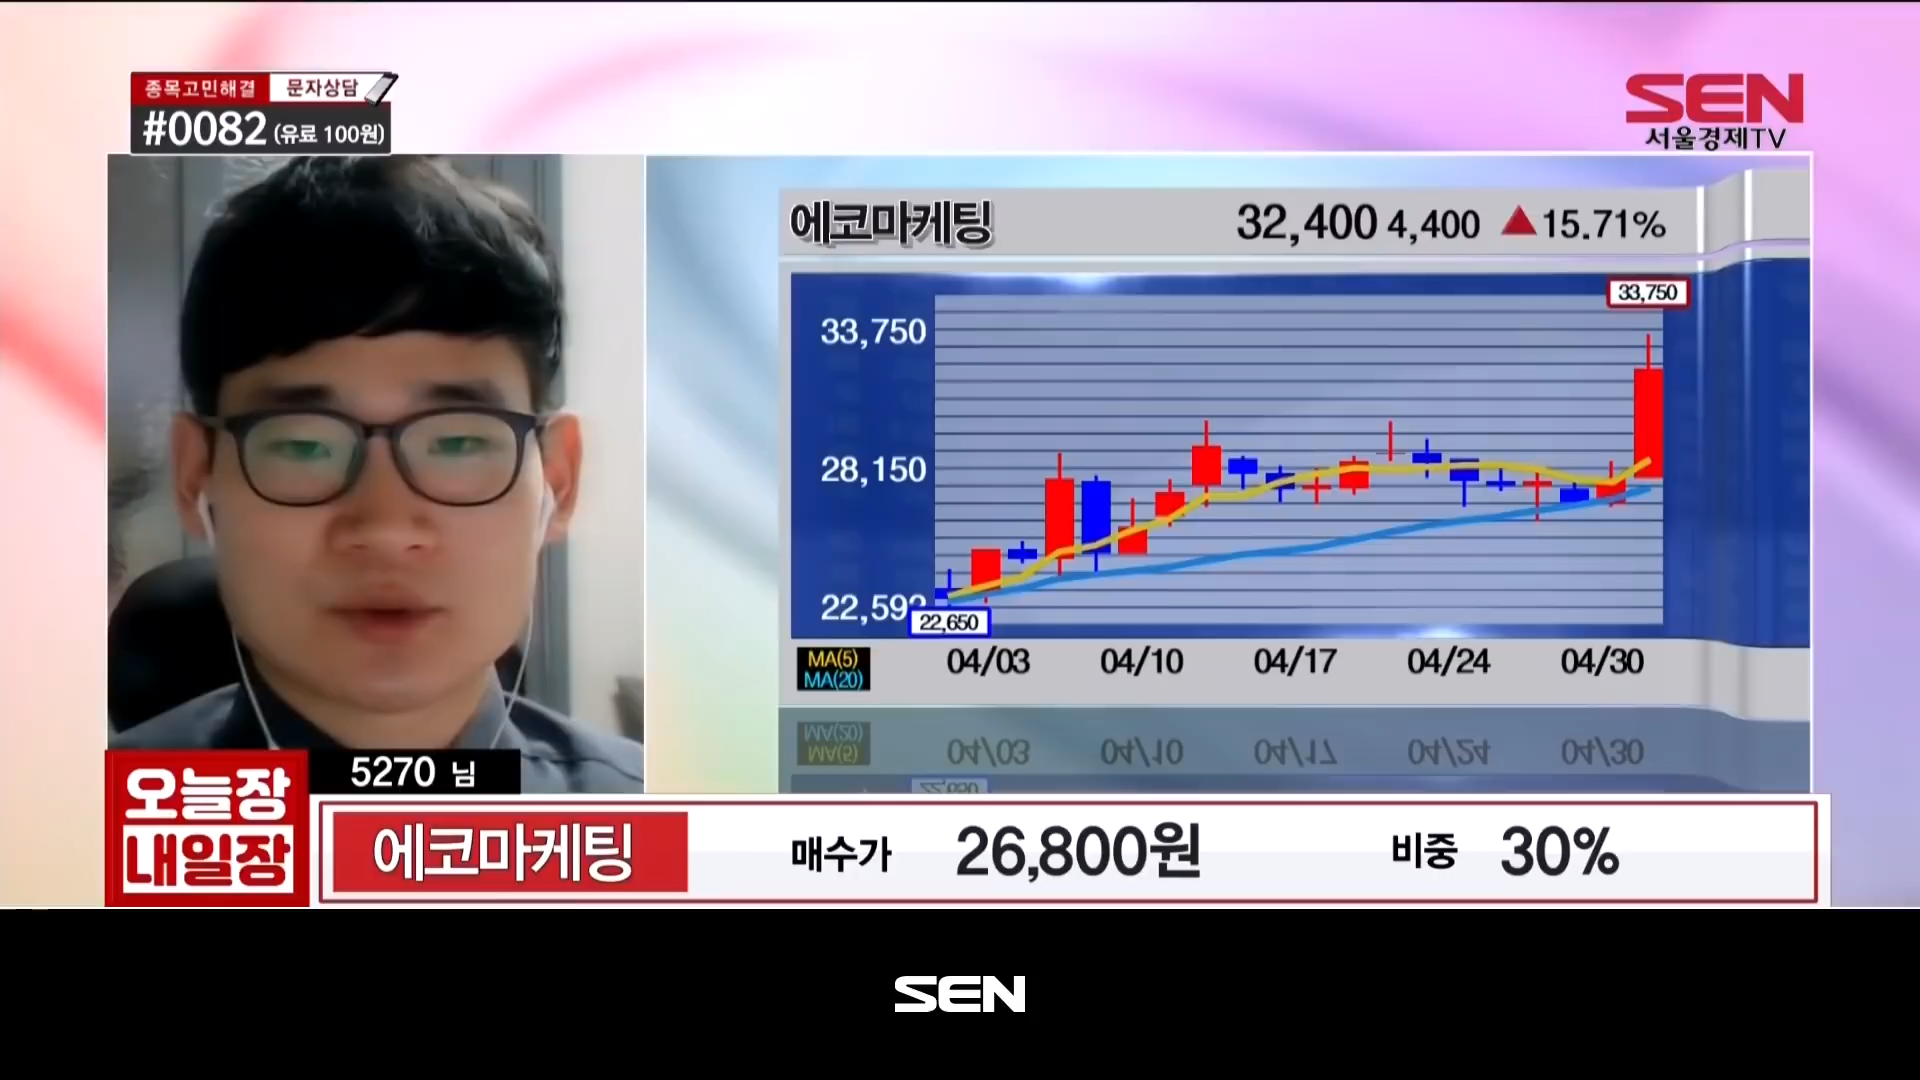 종목고민해결 문자상담
#0082 (유료 100원)
SEN
서울경제TV
에코마케팅 32,400 4,400 ▲15.71%
33,750
33,750
28,150
22,592
22,650
MA(5)
MA(20)
04/03 04/10 04/17 04/24 04/30
5270 님
오늘장
내일장
에코마케팅 매수가 26,800원 비중 30%
SEN